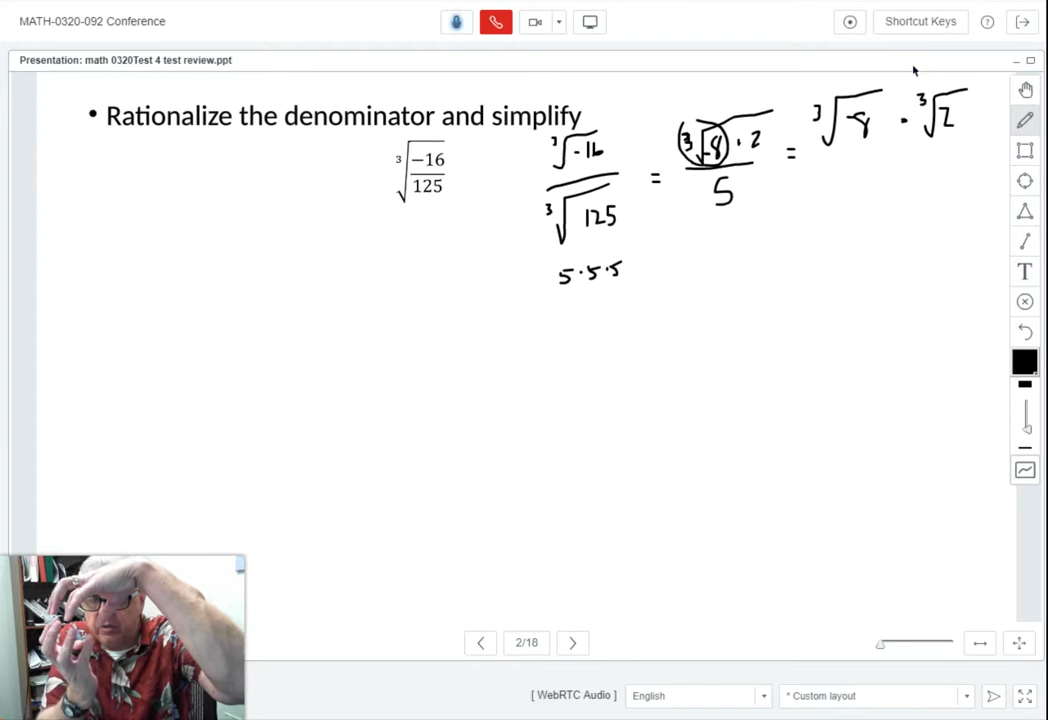 MATH-0320-092 Conference
Shortcut Keys
Presentation: math 0320Test 4 test review.ppt
• Rationalize the denominator and simplify
∛(−16/125)
∛-16 / ∛125 = ∛-8 · 2 / 5 = ∛-8 · ∛2
5 · 5 · 5
T
2/18
[ WebRTC Audio ]
English
* Custom layout